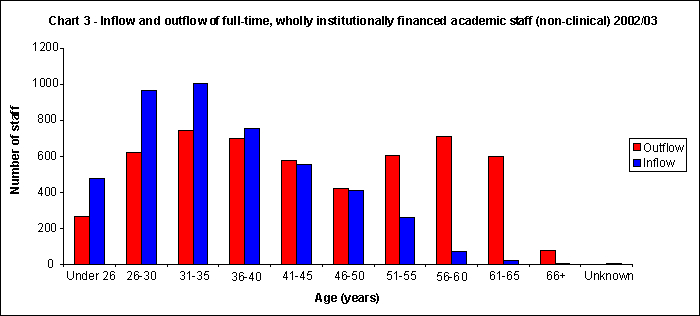 Chart 3 - Inflow and outflow of full-time, wholly institutionally financed academic staff (non-clinical) 2002/03
1200
1000
800
600
400
200
0
Number of staff
Under 26 26-30 31-35 36-40 41-45 46-50 51-55 56-60 61-65 66+ Unknown
Age (years)
Outflow
Inflow